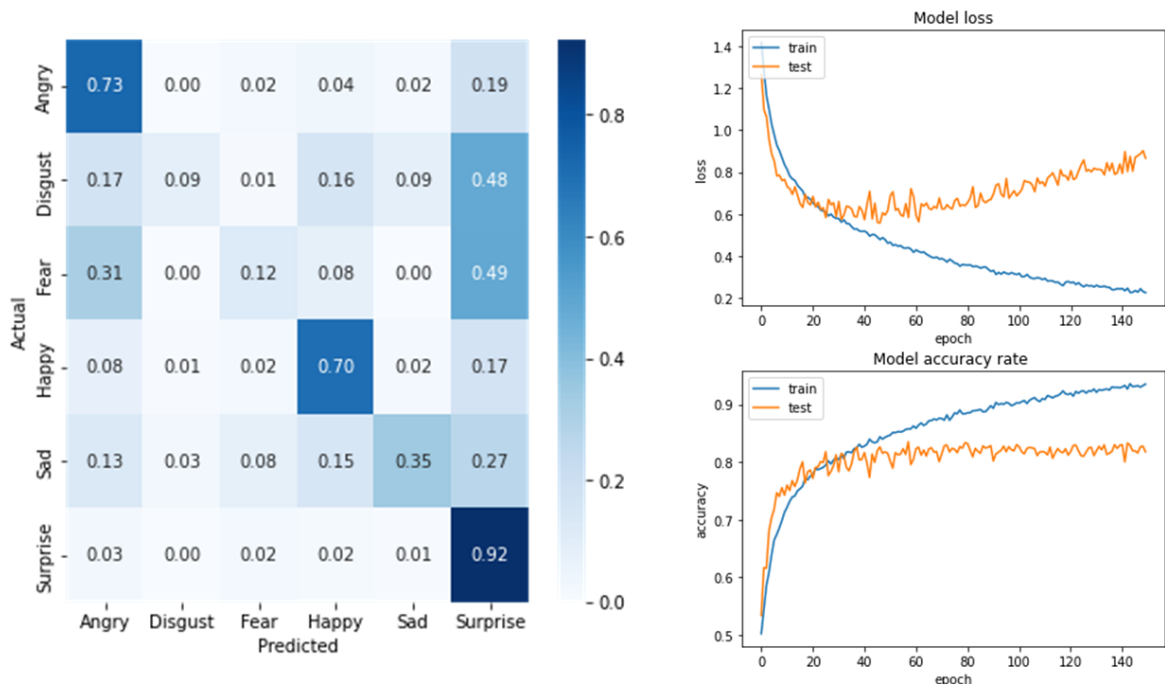 Actual
Angry
0.73 0.00 0.02 0.04 0.02 0.19
Disgust
0.17 0.09 0.01 0.16 0.09 0.48
Fear
0.31 0.00 0.12 0.08 0.00 0.49
Happy
0.08 0.01 0.02 0.70 0.02 0.17
Sad
0.13 0.03 0.08 0.15 0.35 0.27
Surprise
0.03 0.00 0.02 0.02 0.01 0.92
Angry Disgust Fear Happy Sad Surprise
Predicted
0.8
0.6
0.4
0.2
0.0
Model loss
train
test
loss
1.4
1.2
1.0
0.8
0.6
0.4
0.2
0 20 40 60 80 100 120 140
epoch
Model accuracy rate
train
test
accuracy
0.9
0.8
0.7
0.6
0.5
0 20 40 60 80 100 120 140
epoch